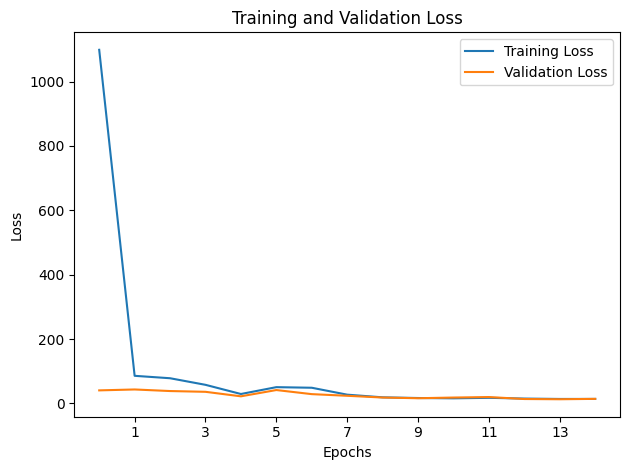 Training and Validation Loss
Training Loss
Validation Loss
1000
800
600
400
200
0
Loss
1 3 5 7 9 11 13
Epochs